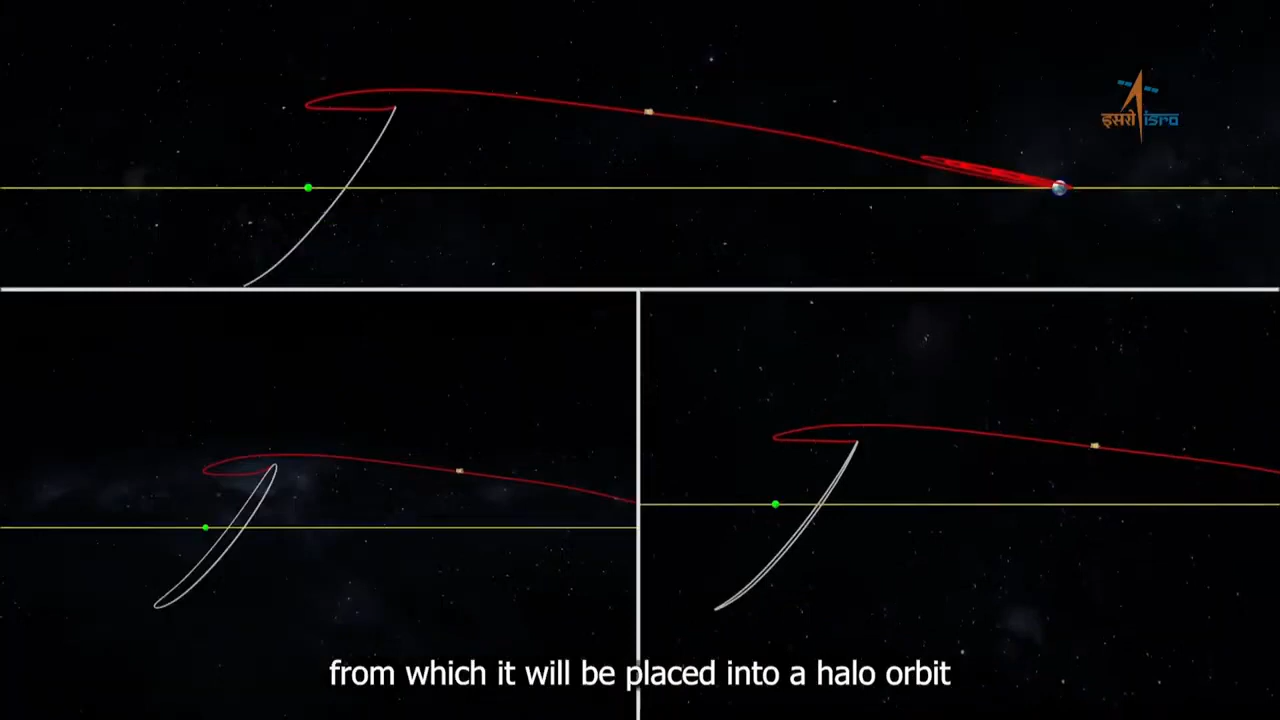 इसरो isro
from which it will be placed into a halo orbit